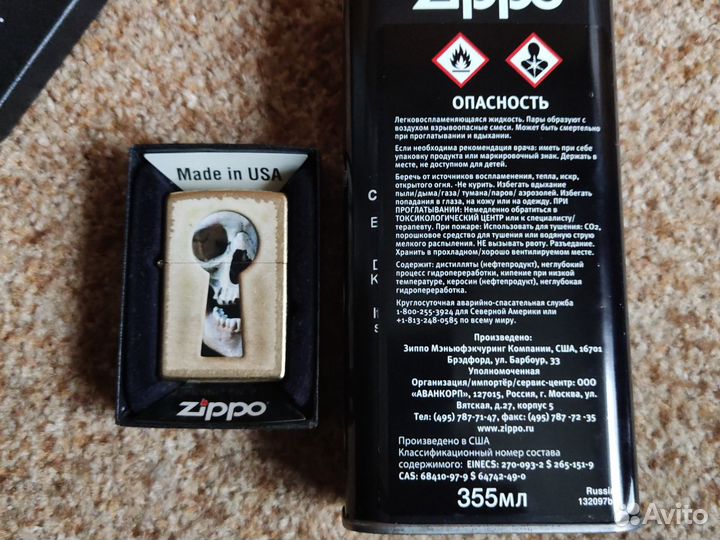 Made in USA
zippo
Zippo
ОПАСНОСТЬ
Легковоспламеняющаяся жидкость. Пары образуют с
воздухом взрывоопасные смеси. Может быть смертельно
при проглатывании и вдыхании.
Если необходима рекомендация врача: иметь при себе
упаковку продукта или маркировочный знак. Держать в
месте, не доступном для детей.
Беречь от источников воспламенения, тепла, искр,
открытого огня. -Не курить. Избегать вдыхание
пыли/дыма/газа/ тумана/паров/ аэрозолей. Избегать
попадания в глаза, на кожу или на одежду. ПРИ
ПРОГЛАТЫВАНИИ: Немедленно обратиться в
ТОКСИКОЛОГИЧЕСКИЙ ЦЕНТР или к специалисту/
терапевту. При пожаре: Использовать для тушения: CO2,
порошковое средство для тушения или водяную струю
мелкого распыления. НЕ вызывать рвоту. Разъедание.
Хранить в прохладном/хорошо вентилируемом месте.
Содержит: дистилляты (нефтепродукт), неглубокий
процесс гидропереработки, кипение при низкой
температуре, керосин (нефтепродукт), неглубокая
гидропереработка.
Круглосуточная аварийно-спасательная служба
1-800-255-3924 для Северной Америки или
+1-813-248-0585 по всему миру.
Произведено:
Зиппо Мэньюфэкчуринг Компании, США, 16701
Брэдфорд, ул. Барбоур, 33
Уполномоченная
Организация/импортёр/сервис-центр: ООО
«АВАНКОРП», 127015, Россия, г. Москва, ул.
Вятская, д.27, корпус 5
Тел: (495) 787-71-47, факс: (495) 787 -72 -35
www.zippo.ru
Произведено в США
Классификационный номер состава
содержимого: EINECS: 270-093-2 $ 265-151-9
CAS: 68410-97-9 $ 64742-49-0
355мл
132097b
Avito